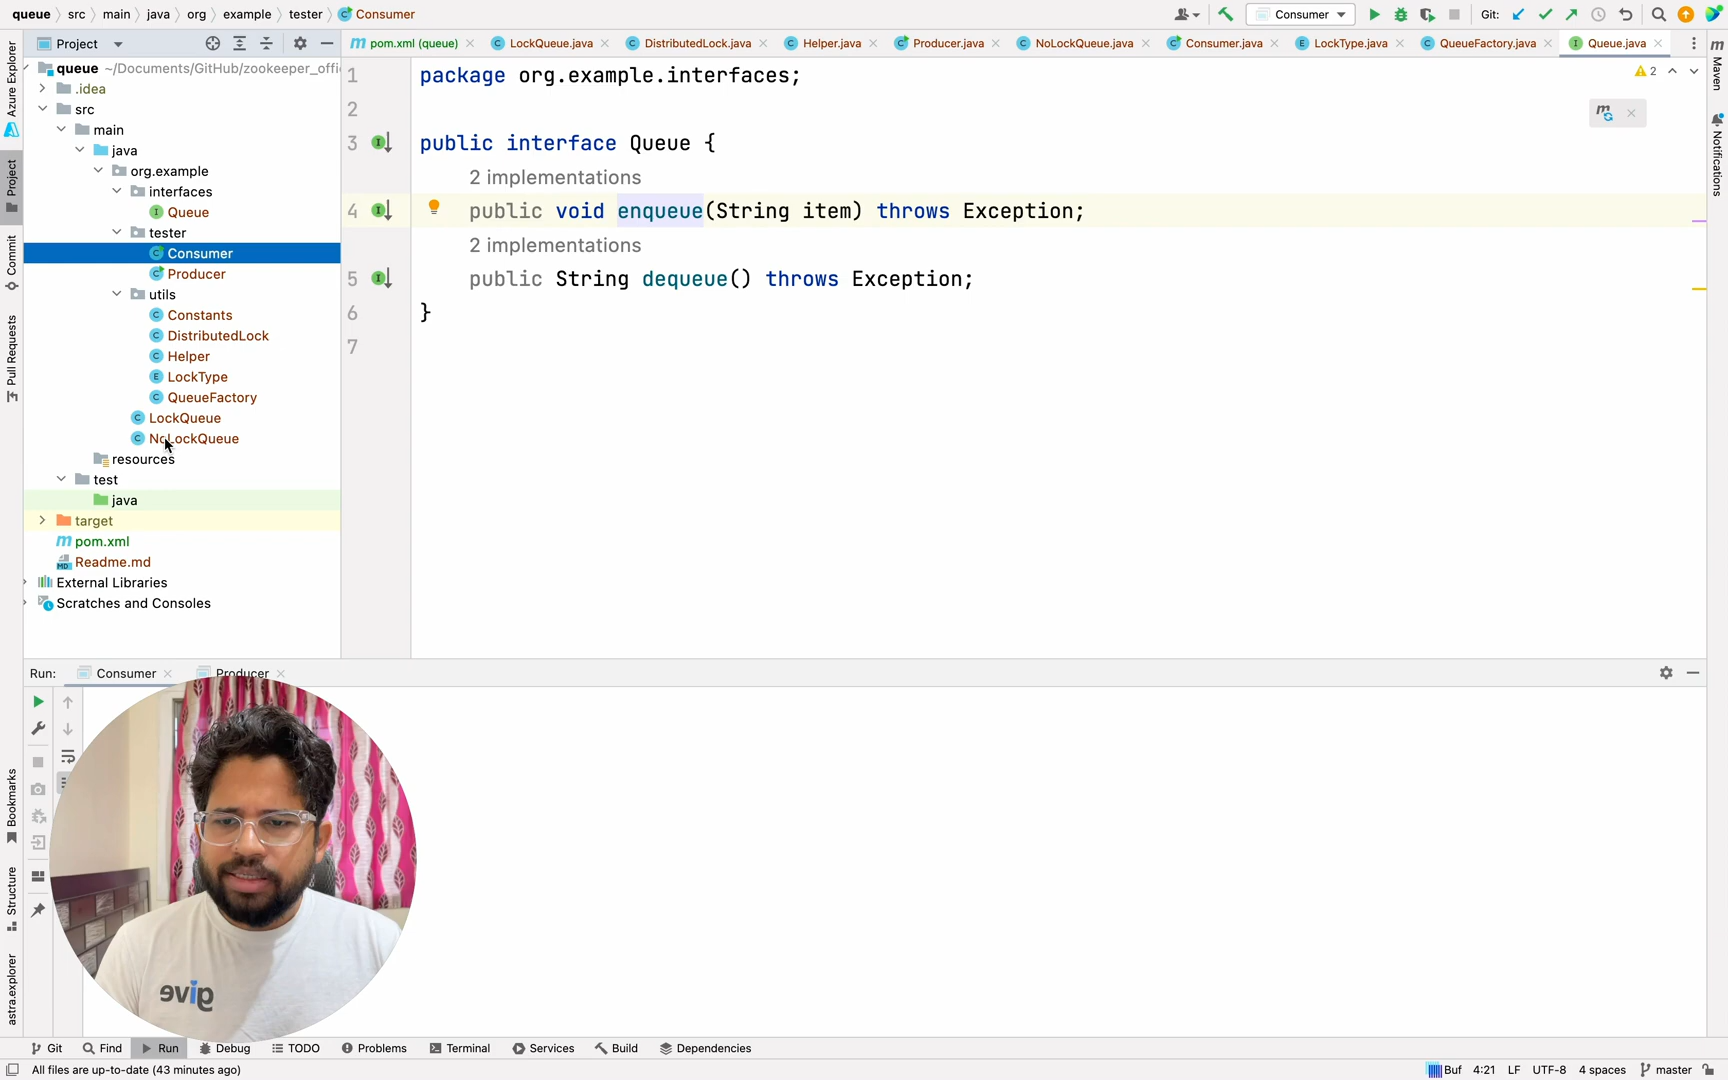 queue src main java org example tester Consumer
Consumer
Git:
Project
pom.xml (queue) LockQueue.java DistributedLock.java Helper.java Producer.java NoLockQueue.java Consumer.java LockType.java QueueFactory.java Queue.java
Azure Explorer
Project
Commit
Pull Requests
Bookmarks
Structure
astra.explorer
queue ~/Documents/GitHub/zookeeper_offi
.idea
src
main
java
org.example
interfaces
Queue
tester
Consumer
Producer
utils
Constants
DistributedLock
Helper
LockType
QueueFactory
LockQueue
NoLockQueue
resources
test
java
target
pom.xml
Readme.md
External Libraries
Scratches and Consoles
1 package org.example.interfaces;
2
3 public interface Queue {
2 implementations
4 public void enqueue(String item) throws Exception;
2 implementations
5 public String dequeue() throws Exception;
6 }
7
2
Maven
Notifications
Run: Consumer Producer
give
Git Find Run Debug TODO Problems Terminal Services Build Dependencies
All files are up-to-date (43 minutes ago)
Buf 4:21 LF UTF-8 4 spaces master